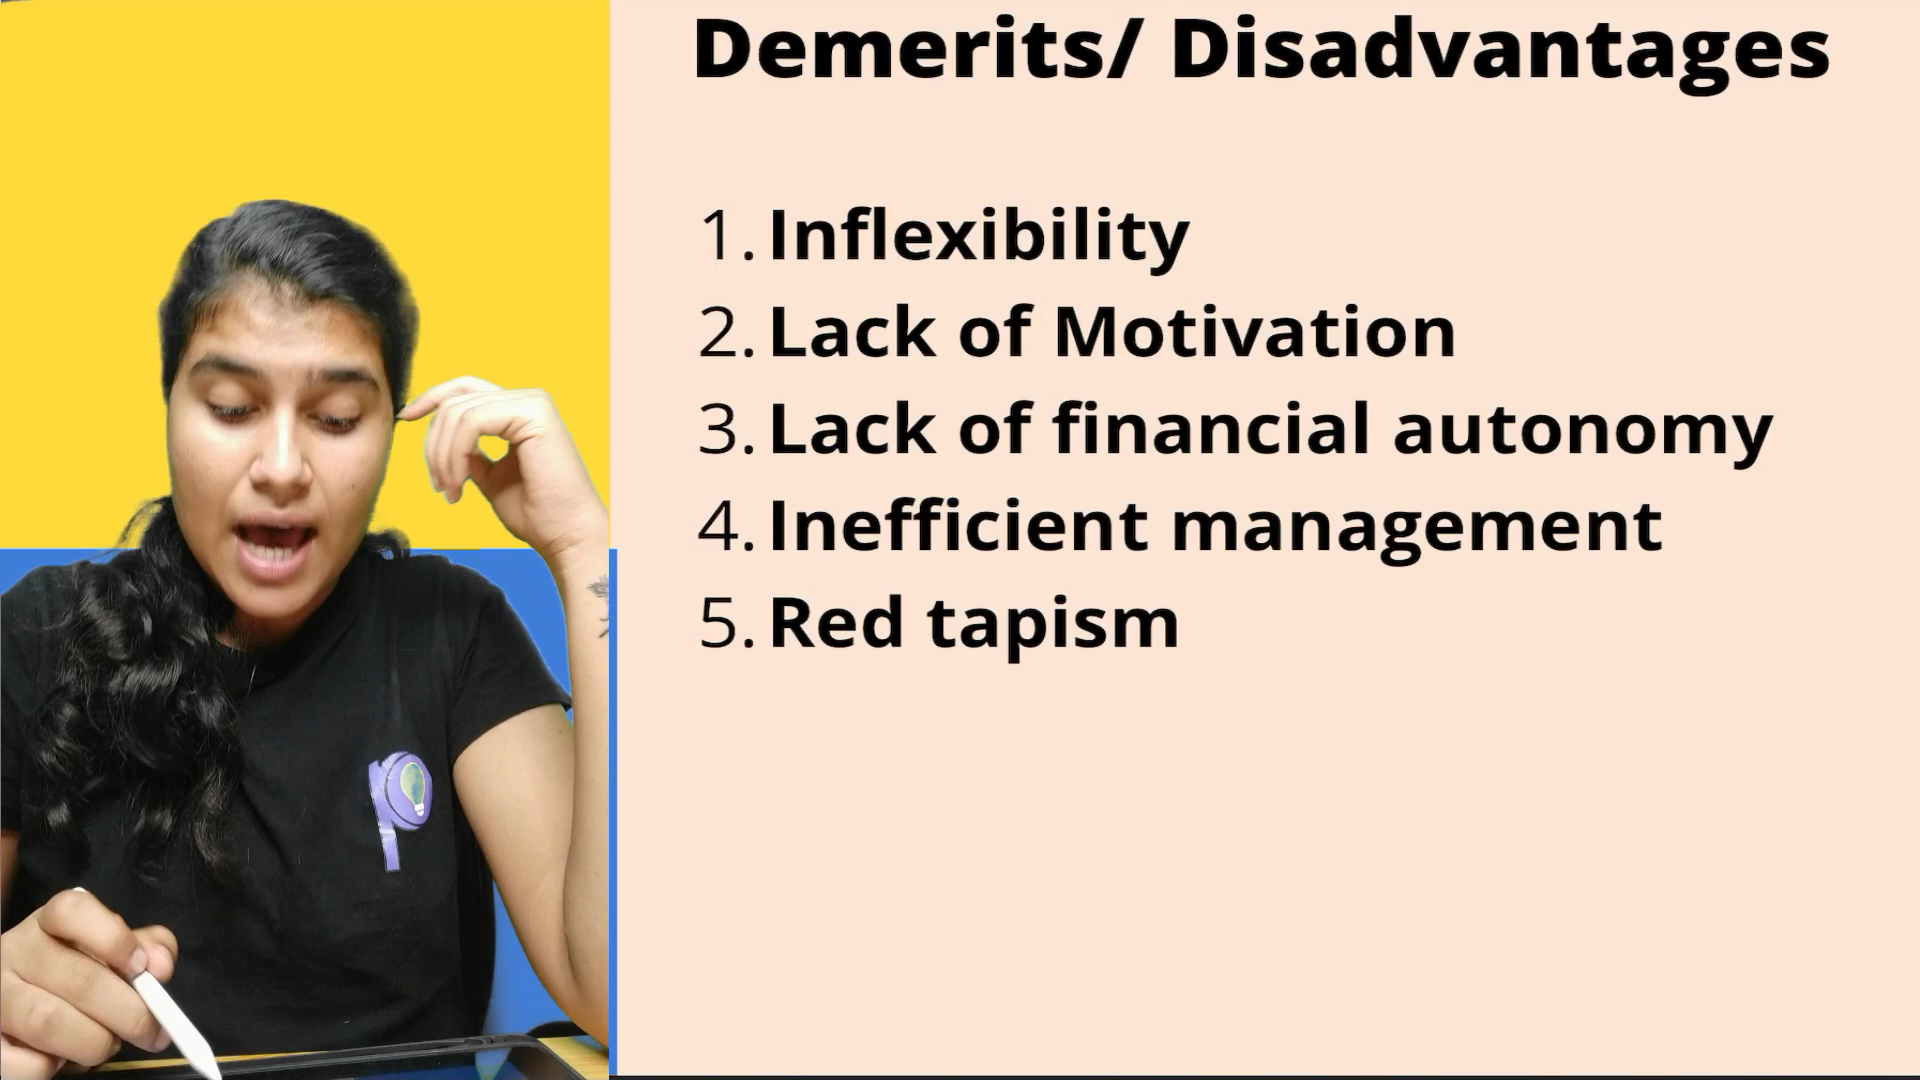 Demerits/ Disadvantages
1. Inflexibility
2. Lack of Motivation
3. Lack of financial autonomy
4. Inefficient management
5. Red tapism